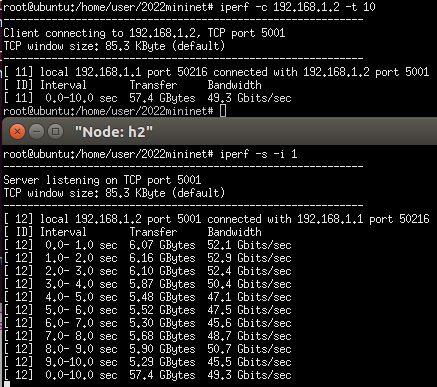 root@ubuntu:/home/user/2022mininet# iperf -c 192.168.1.2 -t 10
------------------------------------------------------------
Client connecting to 192.168.1.2, TCP port 5001
TCP window size: 85.3 KByte (default)
------------------------------------------------------------
[ 11] local 192.168.1.1 port 50216 connected with 192.168.1.2 port 5001
[ ID] Interval       Transfer     Bandwidth
[ 11]  0.0-10.0 sec  57.4 GBytes  49.3 Gbits/sec
root@ubuntu:/home/user/2022mininet#
"Node: h2"
root@ubuntu:/home/user/2022mininet# iperf -s -i 1
------------------------------------------------------------
Server listening on TCP port 5001
TCP window size: 85.3 KByte (default)
------------------------------------------------------------
[ 12] local 192.168.1.2 port 5001 connected with 192.168.1.1 port 50216
[ ID] Interval       Transfer     Bandwidth
[ 12]  0.0- 1.0 sec  6.07 GBytes  52.1 Gbits/sec
[ 12]  1.0- 2.0 sec  6.16 GBytes  52.9 Gbits/sec
[ 12]  2.0- 3.0 sec  6.10 GBytes  52.4 Gbits/sec
[ 12]  3.0- 4.0 sec  5.87 GBytes  50.4 Gbits/sec
[ 12]  4.0- 5.0 sec  5.48 GBytes  47.1 Gbits/sec
[ 12]  5.0- 6.0 sec  5.52 GBytes  47.5 Gbits/sec
[ 12]  6.0- 7.0 sec  5.30 GBytes  45.6 Gbits/sec
[ 12]  7.0- 8.0 sec  5.68 GBytes  48.7 Gbits/sec
[ 12]  8.0- 9.0 sec  5.90 GBytes  50.7 Gbits/sec
[ 12]  9.0-10.0 sec  5.29 GBytes  45.5 Gbits/sec
[ 12]  0.0-10.0 sec  57.4 GBytes  49.3 Gbits/sec